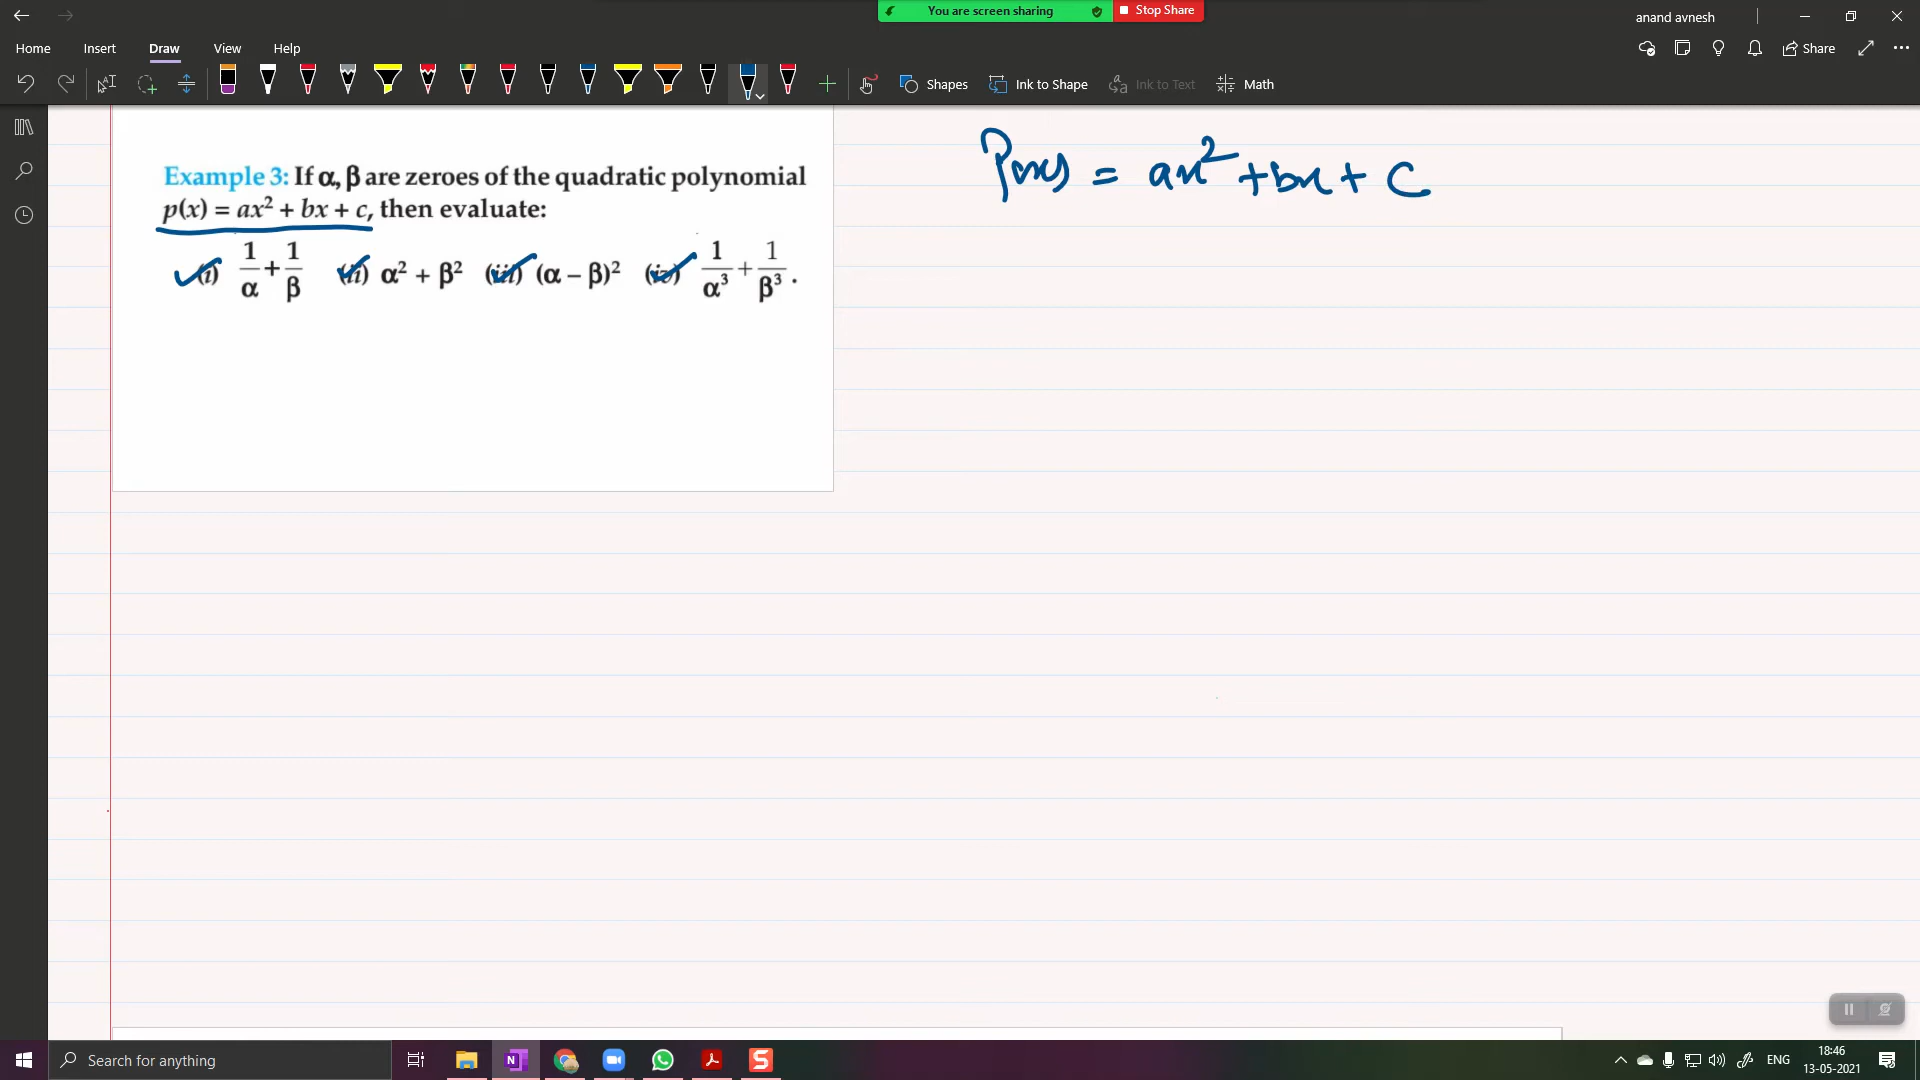 You are screen sharing
Stop Share
anand avnesh
Home Insert Draw View Help
Share
Shapes Ink to Shape Ink to Text Math
Example 3: If α, β are zeroes of the quadratic polynomial
p(x) = ax² + bx + c, then evaluate:
(i) 1/α + 1/β (ii) α² + β² (iii) (α – β)² (iv) 1/α³ + 1/β³ .
P(x) = ax² + bx + c
Search for anything
ENG
18:46
13-05-2021